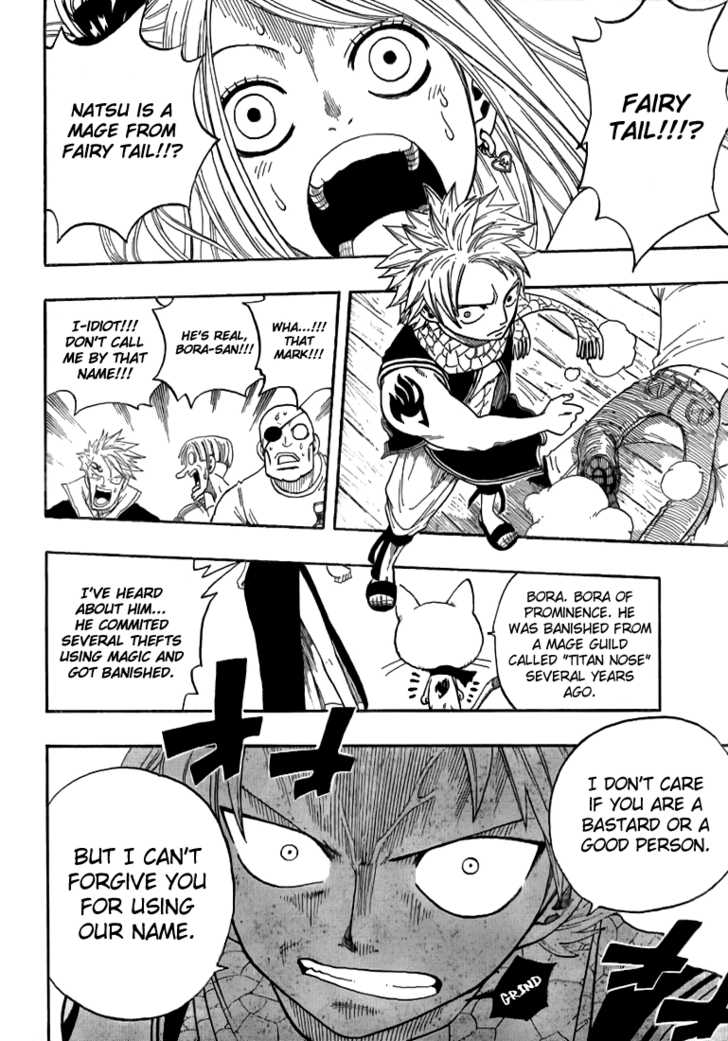 FAIRY
TAIL!!!?
NATSU IS A
MAGE FROM
FAIRY TAIL!!?
WHA...!!!
THAT
MARK!!!
HE'S REAL,
BORA-SAN!!!
I-IDIOT!!!
DON'T CALL
ME BY THAT
NAME!!!
BORA. BORA OF
PROMINENCE. HE
WAS BANISHED FROM
A MAGE GUILD
CALLED "TITAN NOSE"
SEVERAL YEARS
AGO.
I'VE HEARD
ABOUT HIM...
HE COMMITED
SEVERAL THEFTS
USING MAGIC AND
GOT BANISHED.
I DON'T CARE
IF YOU ARE A
BASTARD OR A
GOOD PERSON.
BUT I CAN'T
FORGIVE YOU
FOR USING
OUR NAME.
GRIND